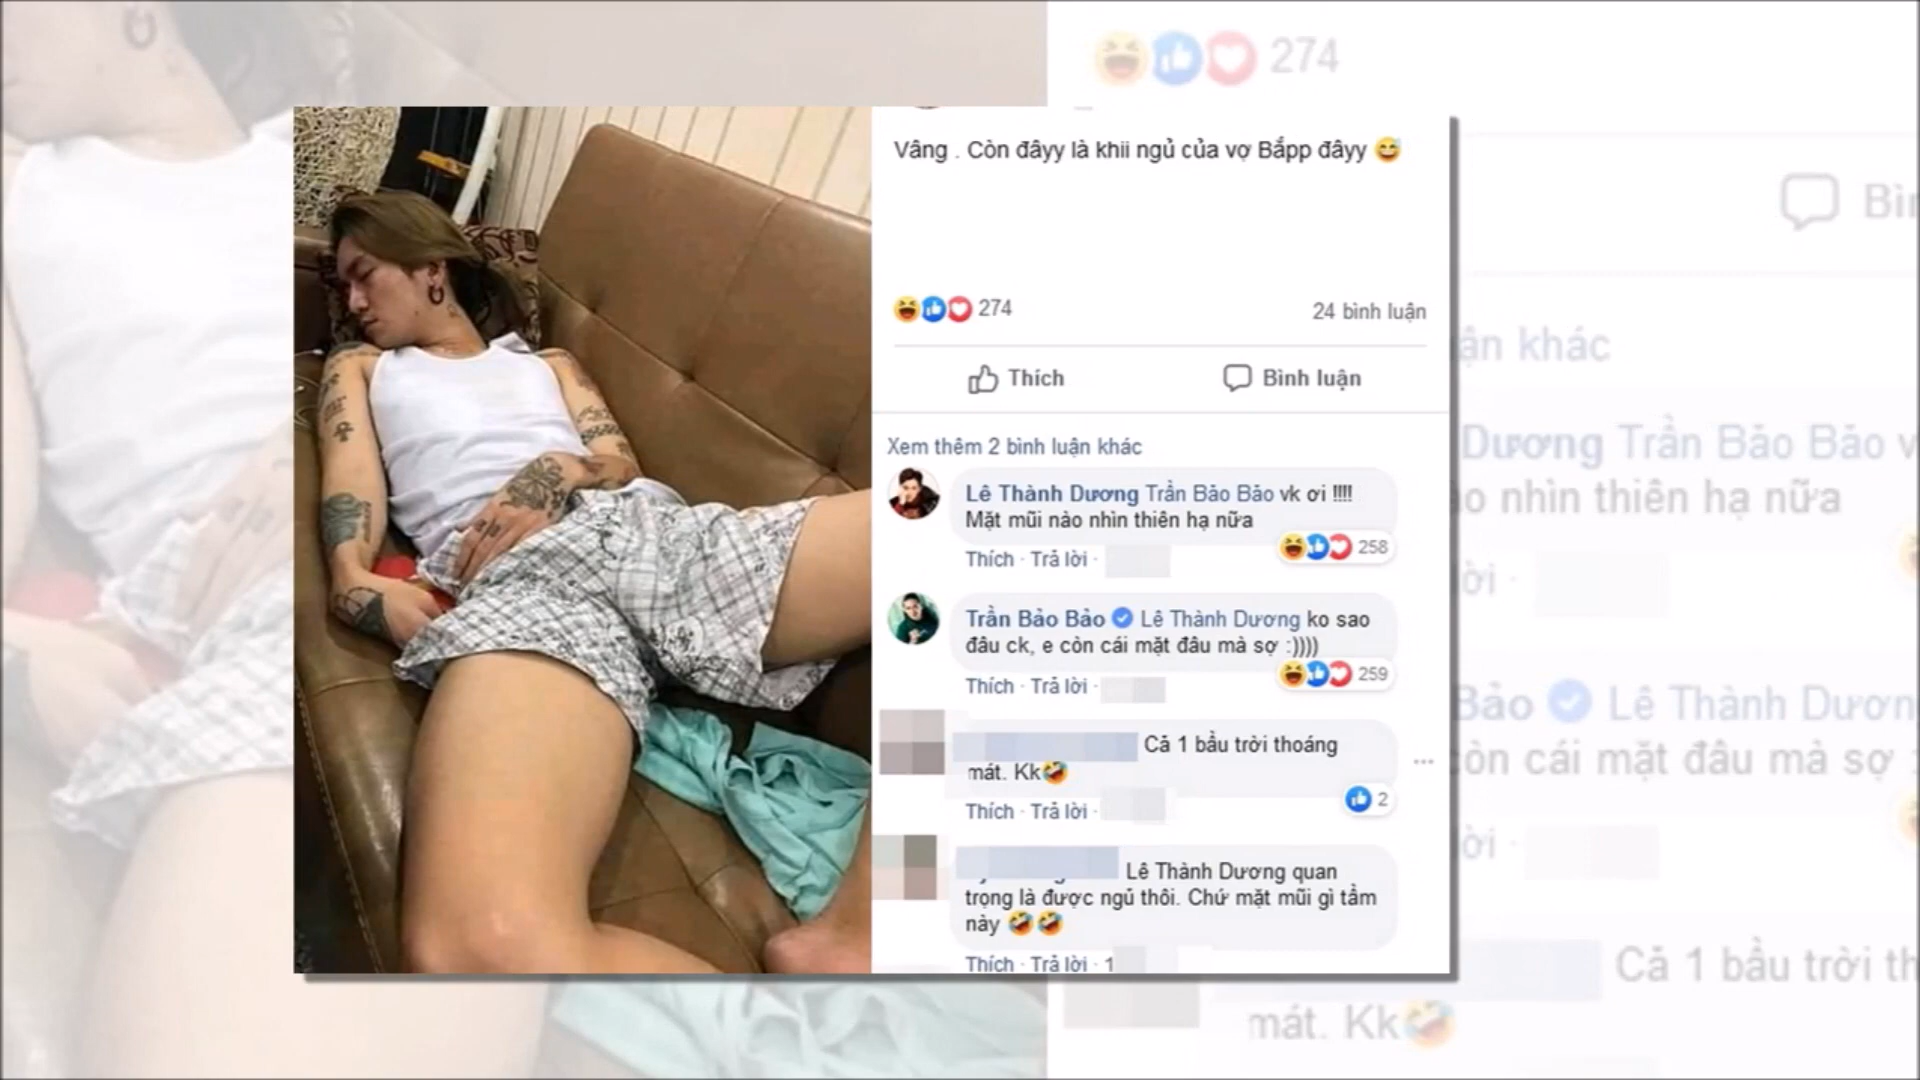 Vâng . Còn đâyy là khii ngủ của vợ Bắpp đâyy 😅
274
24 bình luận
Thích
Bình luận
Xem thêm 2 bình luận khác
Lê Thành Dương Trần Bảo Bảo vk ơi !!!!
Mặt mũi nào nhìn thiên hạ nữa
258
Thích · Trả lời ·
Trần Bảo Bảo Lê Thành Dương ko sao
đâu ck, e còn cái mặt đâu mà sợ :))))
259
Thích · Trả lời ·
Cả 1 bầu trời thoáng
mát. Kk🤣
2
Thích · Trả lời ·
Lê Thành Dương quan
trọng là được ngủ thôi. Chứ mặt mũi gì tầm
này 🤣🤣
Thích · Trả lời · 1
274
Bìn
ận khác
Dương Trần Bảo Bảo v
ào nhìn thiên hạ nữa
lời ·
Bảo Lê Thành Dươn
còn cái mặt đâu mà sợ :
lời ·
Cả 1 bầu trời th
mát. Kk🤣